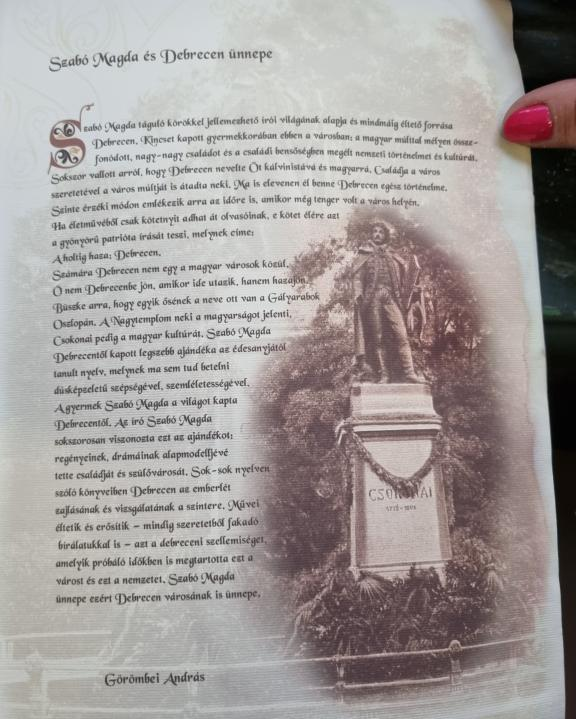 Szabó Magda és Debrecen ünnepe
Szabó Magda táguló körökkel jellemezhető írói világának alapja és mindmáig éltető forrása
Debrecen. Kincset kapott gyermekkorában ebben a városban: a magyar múlttal mélyen össze-
fonódott, nagy-nagy családot és a családi bensőségben megélt nemzeti történelmet és kultúrát.
Sokszor vallott arról, hogy Debrecen nevelte Őt kálvinistává és magyarrá. Családja a város
szeretetével a város múltját is átadta neki. Ma is elevenen él benne Debrecen egész történelme.
Szinte érzéki módon emlékezik arra az időre is, amikor még tenger volt a város helyén.
Ha életművéből csak kötetnyit adhat át olvasóinak, e kötet élére azt
a gyönyörű patrióta írását teszi, melynek címe:
A holtig haza: Debrecen.
Számára Debrecen nem egy a magyar városok közül.
Ő nem Debrecenbe jön, amikor ide utazik, hanem hazajön.
Büszke arra, hogy egyik ősének a neve ott van a Gályarabok
Oszlopán. A Nagytemplom neki a magyarságot jelenti,
Csokonai pedig a magyar kultúrát. Szabó Magda
Debrecentől kapott legszebb ajándéka az édesanyjától
tanult nyelv, melynek ma sem tud betelni
dúsképzeletű szépségével, szemléletességével.
A gyermek Szabó Magda a világot kapta
Debrecentől. Az író Szabó Magda
sokszorosan viszonozta ezt az ajándékot:
regényeinek, drámáinak alapmodelljévé
tette családját és szülővárosát. Sok-sok nyelven
szóló könyveiben Debrecen az emberlét
zajlásának és vizsgálatának a színtere. Művei
éltetik és erősítik – mindig szeretetből fakadó
bírálatukkal is – azt a debreceni szellemiséget,
amelyik próbáló időkben is megtartotta ezt a
várost és ezt a nemzetet. Szabó Magda
ünnepe ezért Debrecen városának is ünnepe.
CSOKONAI
Görömbei András